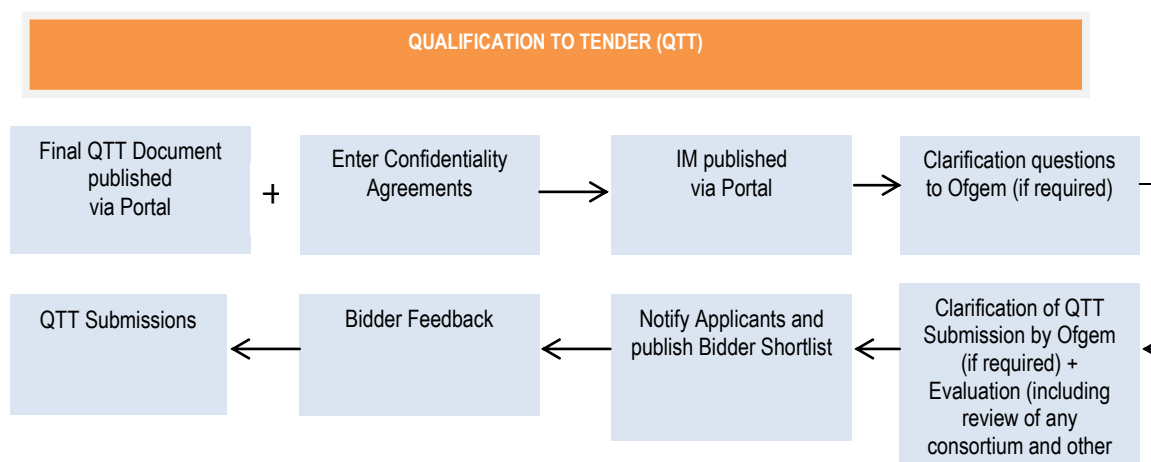 QUALIFICATION TO TENDER (QTT)
Final QTT Document
published
via Portal
+
Enter Confidentiality
Agreements
IM published
via Portal
Clarification questions
to Ofgem (if required)
QTT Submissions
Bidder Feedback
Notify Applicants and
publish Bidder Shortlist
Clarification of QTT
Submission by Ofgem
(if required) +
Evaluation (including
review of any
consortium and other